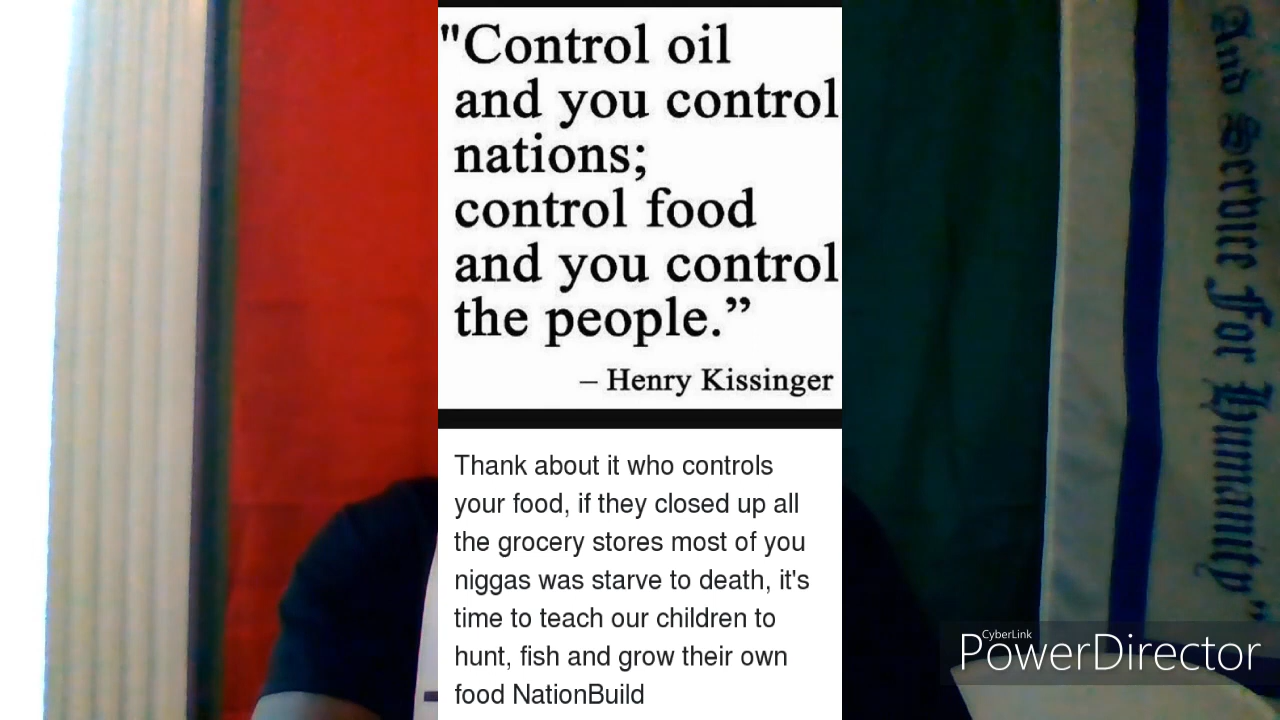 "Control oil
and you control
nations;
control food
and you control
the people.”
– Henry Kissinger
Thank about it who controls
your food, if they closed up all
the grocery stores most of you
niggas was starve to death, it's
time to teach our children to
hunt, fish and grow their own
food NationBuild
And Service For Humanity”
CyberLink
PowerDirector